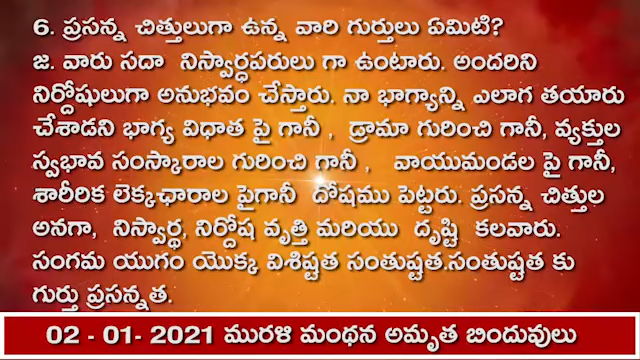 6. ప్రసన్న చిత్తులుగా ఉన్న వారి గుర్తులు ఏమిటి?
జ. వారు సదా నిస్వార్ధపరులు గా ఉంటారు. అందరిని
నిర్దోషులుగా అనుభవం చేస్తారు. నా భాగ్యాన్ని ఎలాగ తయారు
చేశాడని భాగ్య విధాత పై గానీ , డ్రామా గురించి గానీ, వ్యక్తుల
స్వభావ సంస్కారాల గురించి గానీ , వాయుమండల పై గానీ,
శారీరిక లెక్కఛారాల పైగానీ దోషము పెట్టరు. ప్రసన్న చిత్తుల
అనగా, నిస్వార్థ, నిర్దోష వృత్తి మరియు దృష్టి కలవారు.
సంగమ యుగం యొక్క విశిష్టత సంతుష్టత.సంతుష్టత కు
గుర్తు ప్రసన్నత.
02 - 01- 2021 మురళి మంథన అమృత బిందువులు